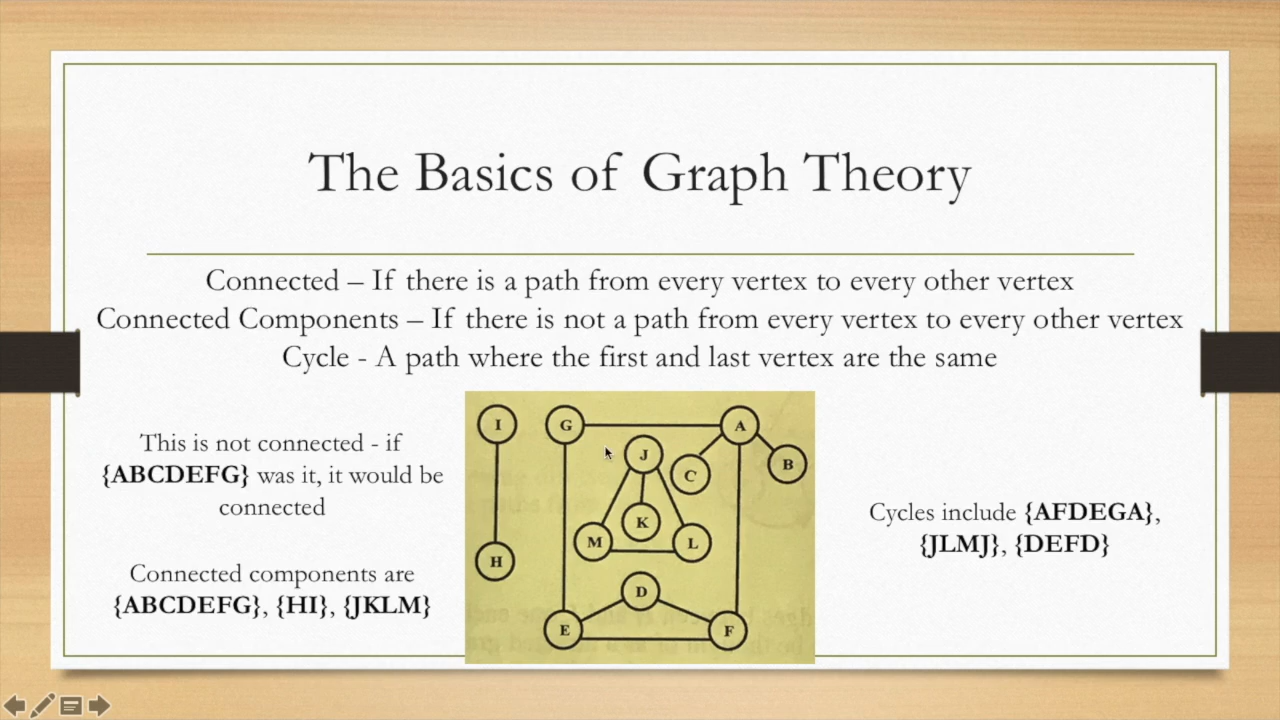 The Basics of Graph Theory
Connected – If there is a path from every vertex to every other vertex
Connected Components – If there is not a path from every vertex to every other vertex
Cycle - A path where the first and last vertex are the same
This is not connected - if
{ABCDEFG} was it, it would be
connected
Connected components are
{ABCDEFG}, {HI}, {JKLM}
I
G
A
J
C
B
K
M
L
H
D
E
F
Cycles include {AFDEGA},
{JLMJ}, {DEFD}